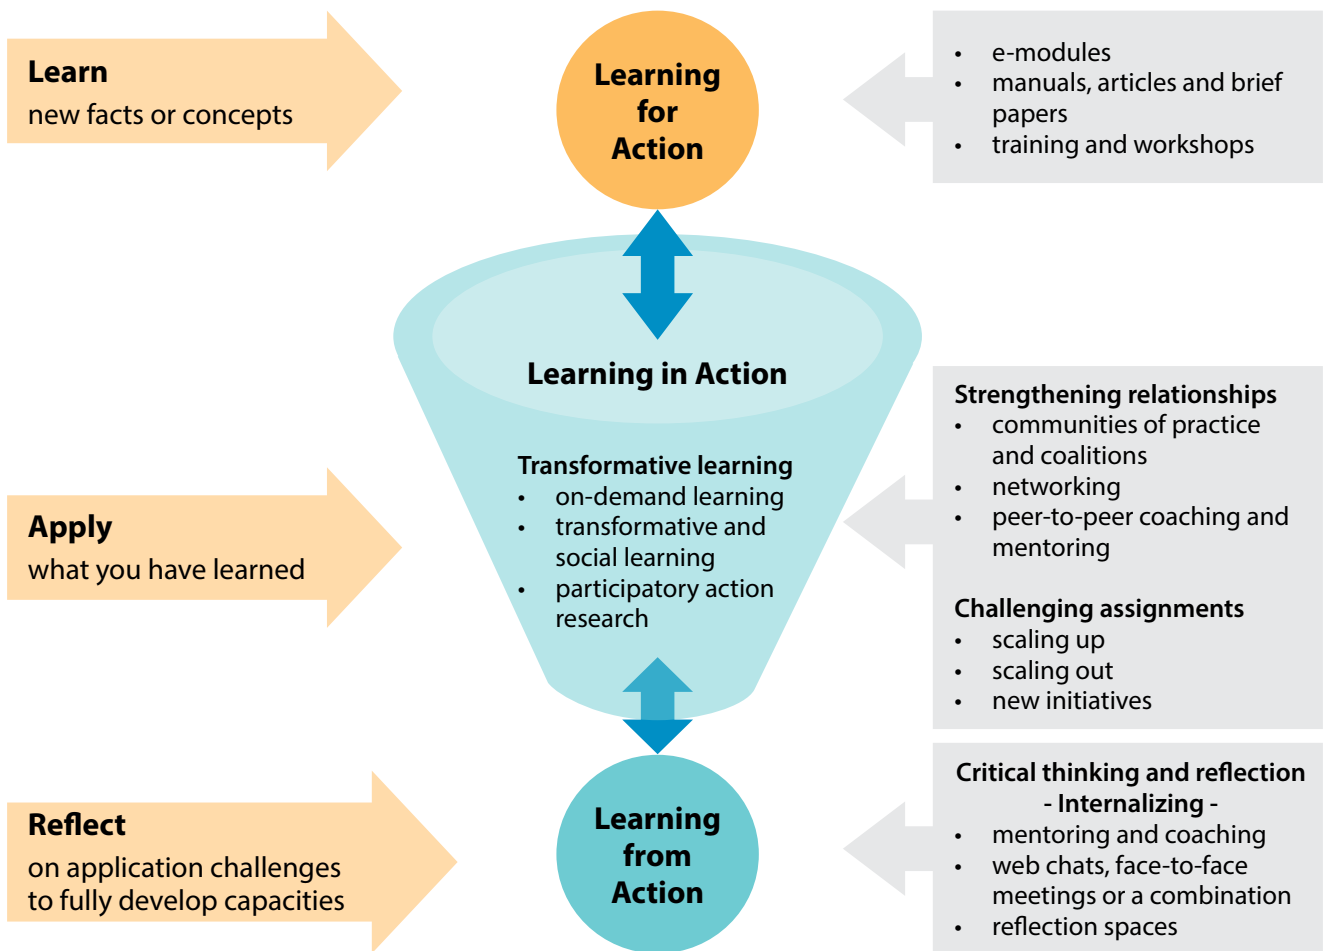 Learn
new facts or concepts
Learning
for
Action
• e-modules
• manuals, articles and brief
papers
• training and workshops
Learning in Action
Transformative learning
• on-demand learning
• transformative and
social learning
• participatory action
research
Apply
what you have learned
Strengthening relationships
• communities of practice
and coalitions
• networking
• peer-to-peer coaching and
mentoring
Challenging assignments
• scaling up
• scaling out
• new initiatives
Reflect
on application challenges
to fully develop capacities
Learning
from
Action
Critical thinking and reflection
- Internalizing -
• mentoring and coaching
• web chats, face-to-face
meetings or a combination
• reflection spaces